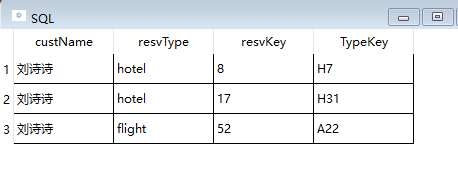 SQL
custName resvType resvKey TypeKey
1 刘诗诗 hotel 8 H7
2 刘诗诗 hotel 17 H31
3 刘诗诗 flight 52 A22